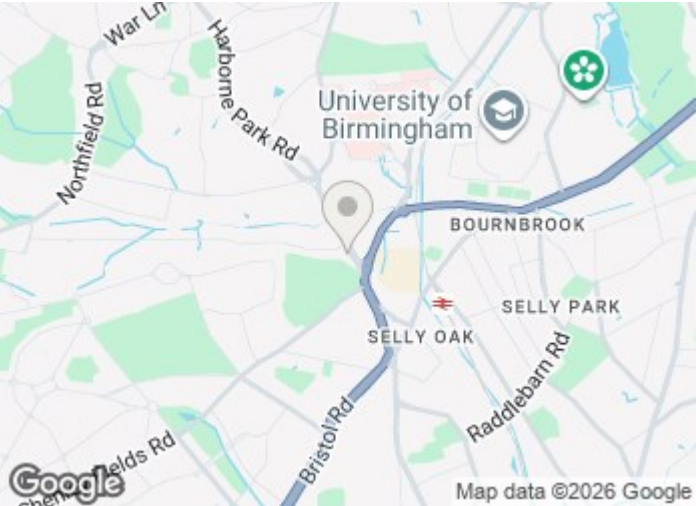 War Ln
Harborne Park Rd
Northfield Rd
University of
Birmingham
BOURNBROOK
SELLY PARK
SELLY OAK
Raddlebarn Rd
Bristol Rd
Fields Rd
Google
Map data ©2026 Google